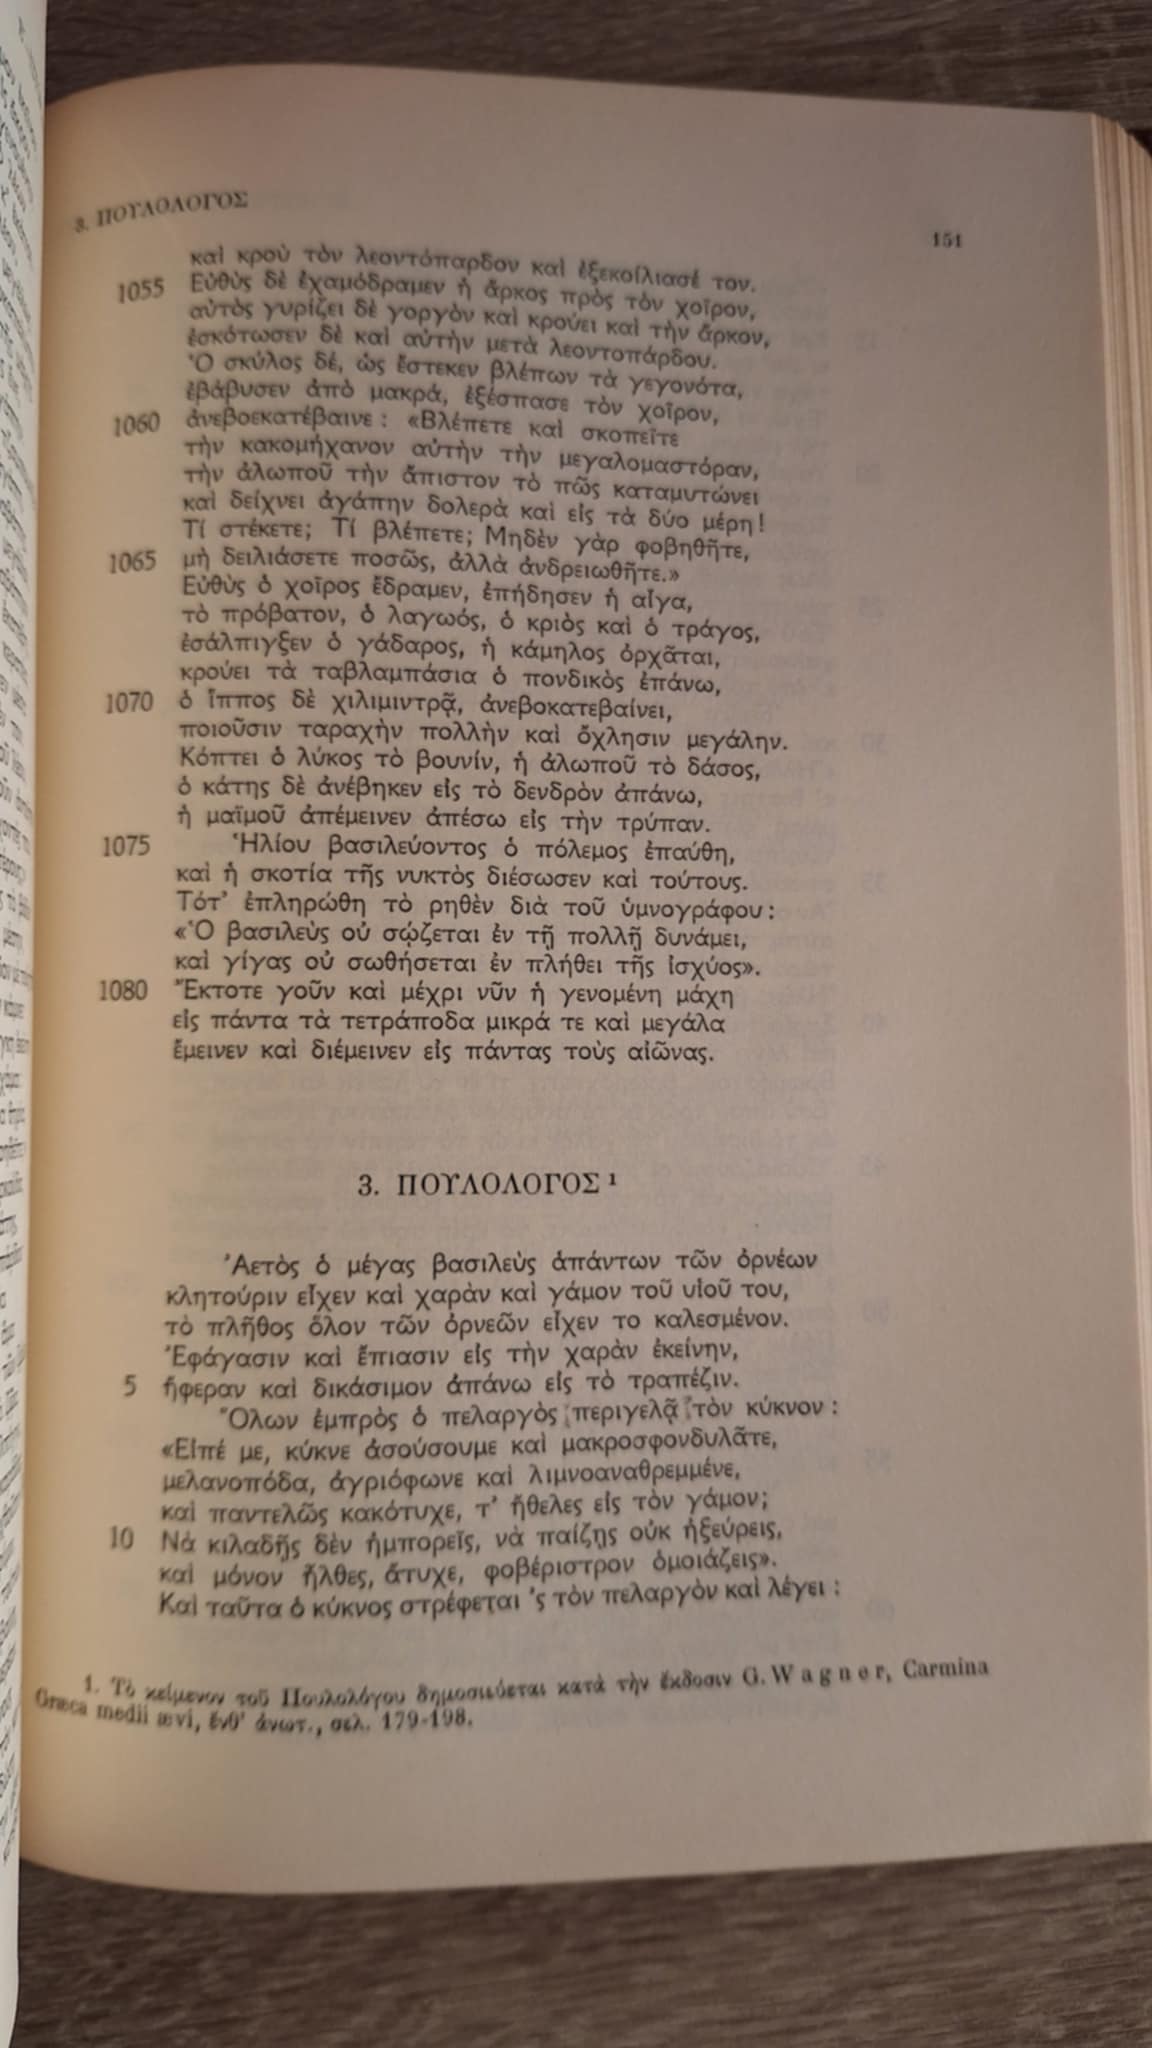 3. ΠΟΥΛΟΛΟΓΟΣ
151
καὶ κροῦ τὸν λεοντόπαρδον καὶ ἐξεκοίλιασέ τον.
1055 Εὐθὺς δὲ ἐχαμόδραμεν ἡ ἄρκος πρὸς τὸν χοῖρον,
αὐτὸς γυρίζει δὲ γοργὸν καὶ κρούει καὶ τὴν ἄρκον,
ἐσκότωσεν δὲ καὶ αὐτὴν μετὰ λεοντοπάρδου.
Ὁ σκύλος δέ, ὡς ἔστεκεν βλέπων τὰ γεγονότα,
ἐβάβυσεν ἀπὸ μακρά, ἐξέσπασε τὸν χοῖρον,
1060 ἀνεβοεκατέβαινε: «Βλέπετε καὶ σκοπεῖτε
τὴν κακομήχανον αὐτὴν τὴν μεγαλομαστόραν,
τὴν ἀλωποῦ τὴν ἄπιστον τὸ πῶς καταμυτώνει
καὶ δείχνει ἀγάπην δολερὰ καὶ εἰς τὰ δύο μέρη!
Τί στέκετε; Τί βλέπετε; Μηδὲν γὰρ φοβηθῆτε,
1065 μὴ δειλιάσετε ποσῶς, ἀλλὰ ἀνδρειωθῆτε.»
Εὐθὺς ὁ χοῖρος ἔδραμεν, ἐπήδησεν ἡ αἶγα,
τὸ πρόβατον, ὁ λαγωός, ὁ κριὸς καὶ ὁ τράγος,
ἐσάλπιγξεν ὁ γάδαρος, ἡ κάμηλος ὀρχᾶται,
κρούει τὰ ταβλαμπάσια ὁ πονδικὸς ἐπάνω,
1070 ὁ ἵππος δὲ χιλιμιντρᾷ, ἀνεβοκατεβαίνει,
ποιοῦσιν ταραχὴν πολλὴν καὶ ὄχλησιν μεγάλην.
Κόπτει ὁ λύκος τὸ βουνίν, ἡ ἀλωποῦ τὸ δάσος,
ὁ κάτης δὲ ἀνέβηκεν εἰς τὸ δενδρὸν ἀπάνω,
ἡ μαϊμοῦ ἀπέμεινεν ἀπέσω εἰς τὴν τρύπαν.
1075 Ἡλίου βασιλεύοντος ὁ πόλεμος ἐπαύθη,
καὶ ἡ σκοτία τῆς νυκτὸς διέσωσεν καὶ τούτους.
Τότ' ἐπληρώθη τὸ ρηθὲν διὰ τοῦ ὑμνογράφου:
«Ὁ βασιλεὺς οὐ σῴζεται ἐν τῇ πολλῇ δυνάμει,
καὶ γίγας οὐ σωθήσεται ἐν πλήθει τῆς ἰσχύος».
1080 Ἔκτοτε γοῦν καὶ μέχρι νῦν ἡ γενομένη μάχη
εἰς πάντα τὰ τετράποδα μικρά τε καὶ μεγάλα
ἔμεινεν καὶ διέμεινεν εἰς πάντας τοὺς αἰῶνας.
3. ΠΟΥΛΟΛΟΓΟΣ ¹
Ἀετὸς ὁ μέγας βασιλεὺς ἁπάντων τῶν ὀρνέων
κλητούριν εἶχεν καὶ χαρὰν καὶ γάμον τοῦ υἱοῦ του,
τὸ πλῆθος ὅλον τῶν ὀρνεῶν εἶχεν το καλεσμένον.
Ἐφάγασιν καὶ ἔπιασιν εἰς τὴν χαρὰν ἐκείνην,
5 ἤφεραν καὶ δικάσιμον ἀπάνω εἰς τὸ τραπέζιν.
Ὅλων ἐμπρὸς ὁ πελαργὸς περιγελᾷ τὸν κύκνον:
«Εἰπέ με, κύκνε ἀσούσουμε καὶ μακροσφονδυλᾶτε,
μελανοπόδα, ἀγριόφωνε καὶ λιμνοαναθρεμμένε,
καὶ παντελῶς κακότυχε, τ' ἤθελες εἰς τὸν γάμον;
10 Νὰ κιλαδῇς δὲν ἠμπορεῖς, νὰ παίζῃς οὐκ ἠξεύρεις,
καὶ μόνον ἦλθες, ἄτυχε, φοβέριστρον ὁμοιάζεις».
Καὶ ταῦτα ὁ κύκνος στρέφεται 'ς τὸν πελαργὸν καὶ λέγει:
1. Τὸ κείμενον τοῦ Πουλολόγου δημοσιεύεται κατὰ τὴν ἔκδοσιν G. Wagner, Carmina
Græca medii ævi, ἔνθ' ἀνωτ., σελ. 179-198.